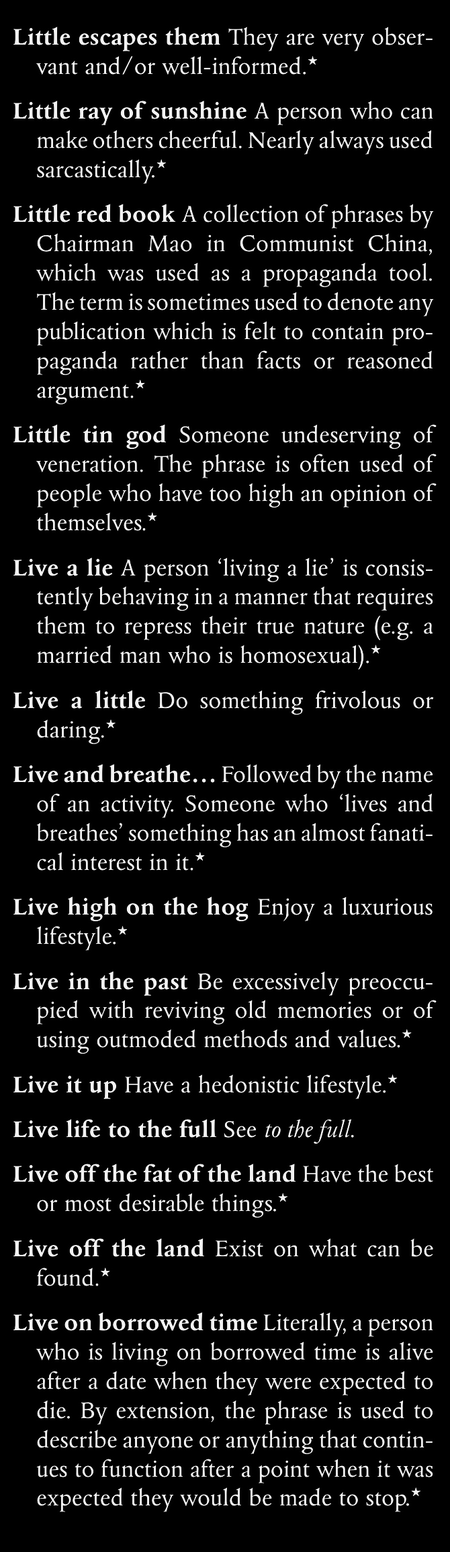 Little escapes them They are very obser-
vant and/or well-informed.★
Little ray of sunshine A person who can
make others cheerful. Nearly always used
sarcastically.★
Little red book A collection of phrases by
Chairman Mao in Communist China,
which was used as a propaganda tool.
The term is sometimes used to denote any
publication which is felt to contain pro-
paganda rather than facts or reasoned
argument.★
Little tin god Someone undeserving of
veneration. The phrase is often used of
people who have too high an opinion of
themselves.★
Live a lie A person ‘living a lie’ is consis-
tently behaving in a manner that requires
them to repress their true nature (e.g. a
married man who is homosexual).★
Live a little Do something frivolous or
daring.★
Live and breathe… Followed by the name
of an activity. Someone who ‘lives and
breathes’ something has an almost fanati-
cal interest in it.★
Live high on the hog Enjoy a luxurious
lifestyle.★
Live in the past Be excessively preoccu-
pied with reviving old memories or of
using outmoded methods and values.★
Live it up Have a hedonistic lifestyle.★
Live life to the full See to the full.
Live off the fat of the land Have the best
or most desirable things.★
Live off the land Exist on what can be
found.★
Live on borrowed time Literally, a person
who is living on borrowed time is alive
after a date when they were expected to
die. By extension, the phrase is used to
describe anyone or anything that contin-
ues to function after a point when it was
expected they would be made to stop.★